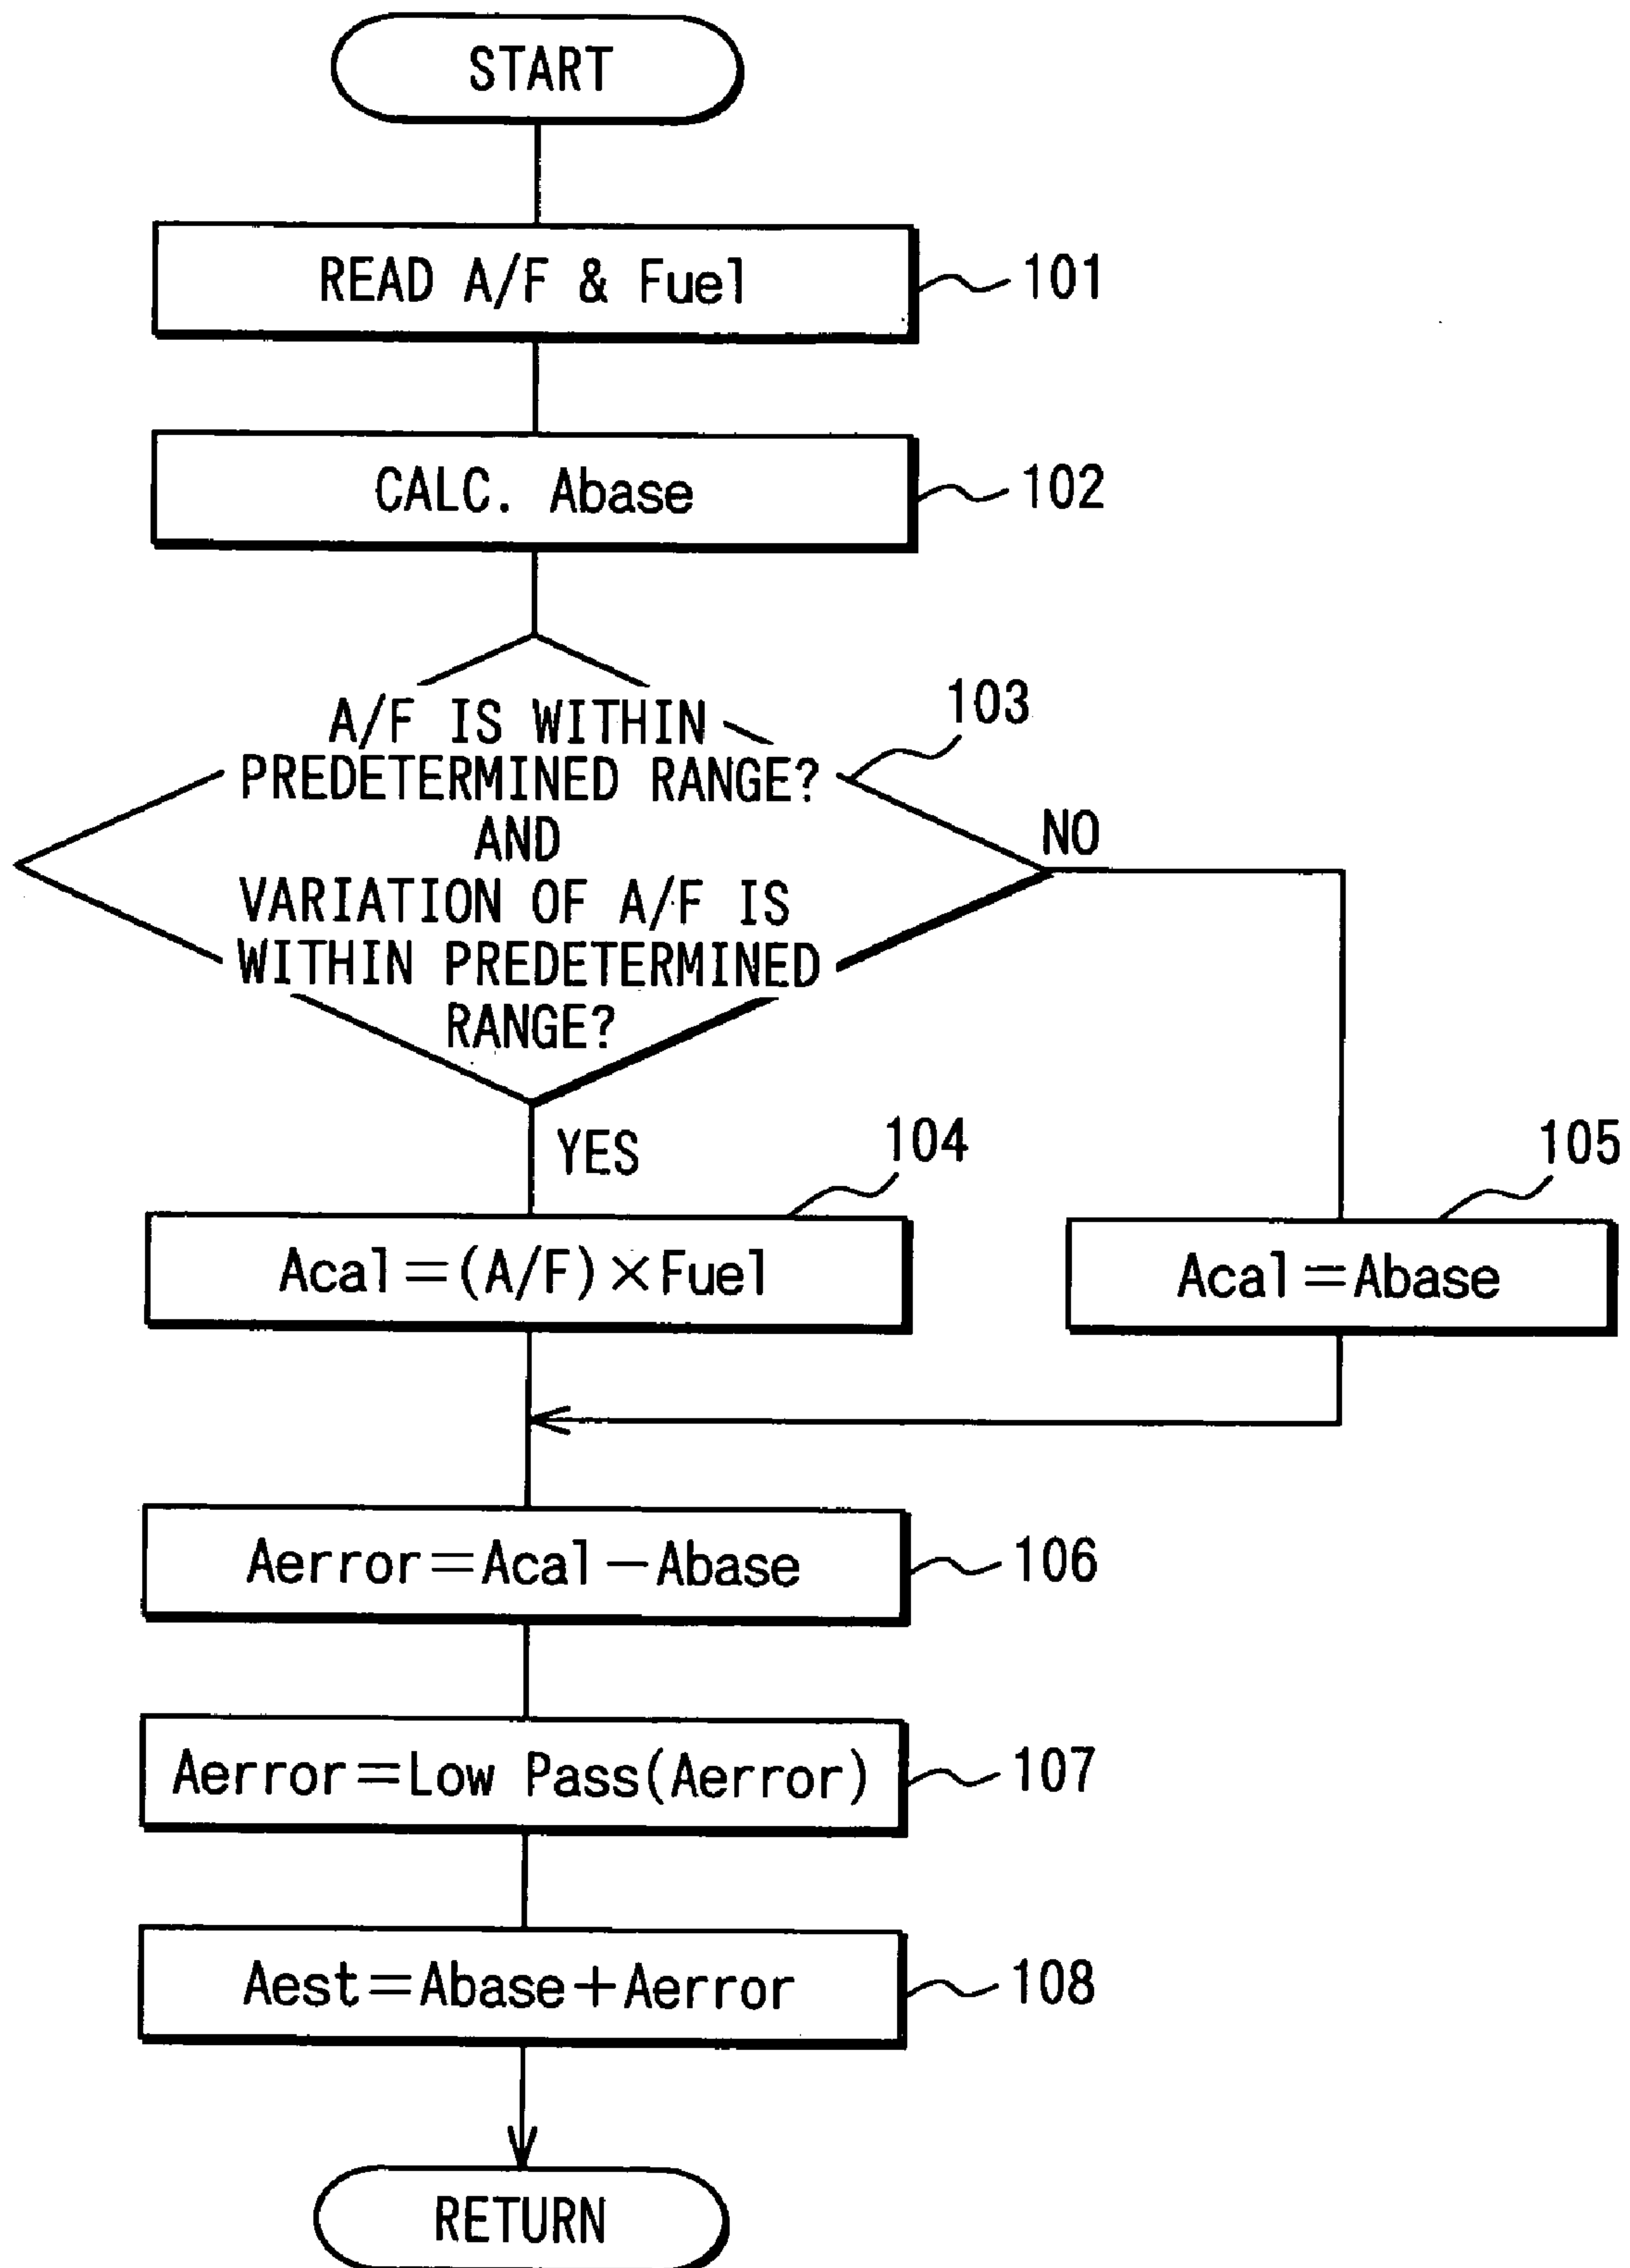 START
READ A/F & Fuel
101
CALC. Abase
102
A/F IS WITHIN
PREDETERMINED RANGE?
AND
VARIATION OF A/F IS
WITHIN PREDETERMINED
RANGE?
103
NO
YES
104
Acal=(A/F)×Fuel
105
Acal=Abase
Aerror=Acal−Abase
106
Aerror=Low Pass(Aerror)
107
Aest=Abase+Aerror
108
RETURN